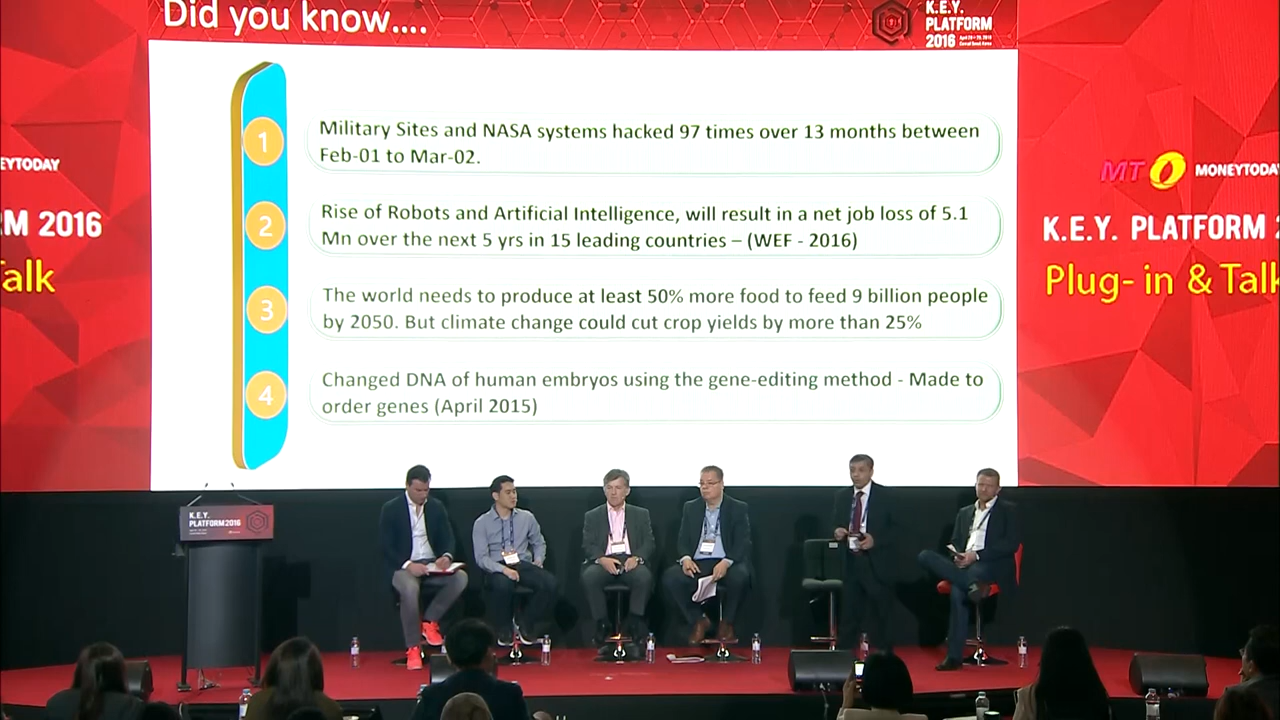 Did you know....
K.E.Y.
PLATFORM
2016
1
Military Sites and NASA systems hacked 97 times over 13 months between
Feb-01 to Mar-02.
2
Rise of Robots and Artificial Intelligence, will result in a net job loss of 5.1
Mn over the next 5 yrs in 15 leading countries – (WEF - 2016)
3
The world needs to produce at least 50% more food to feed 9 billion people
by 2050. But climate change could cut crop yields by more than 25%
4
Changed DNA of human embryos using the gene-editing method - Made to
order genes (April 2015)
EYTODAY
RM 2016
Talk
MT MONEYTODAY
K.E.Y. PLATFORM 2
Plug- in & Talk
K.E.Y.
PLATFORM2016